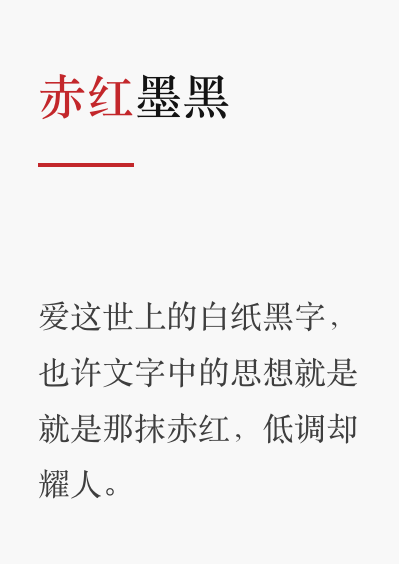 赤红墨黑
爱这世上的白纸黑字，
也许文字中的思想就是
就是那抹赤红，低调却
耀人。